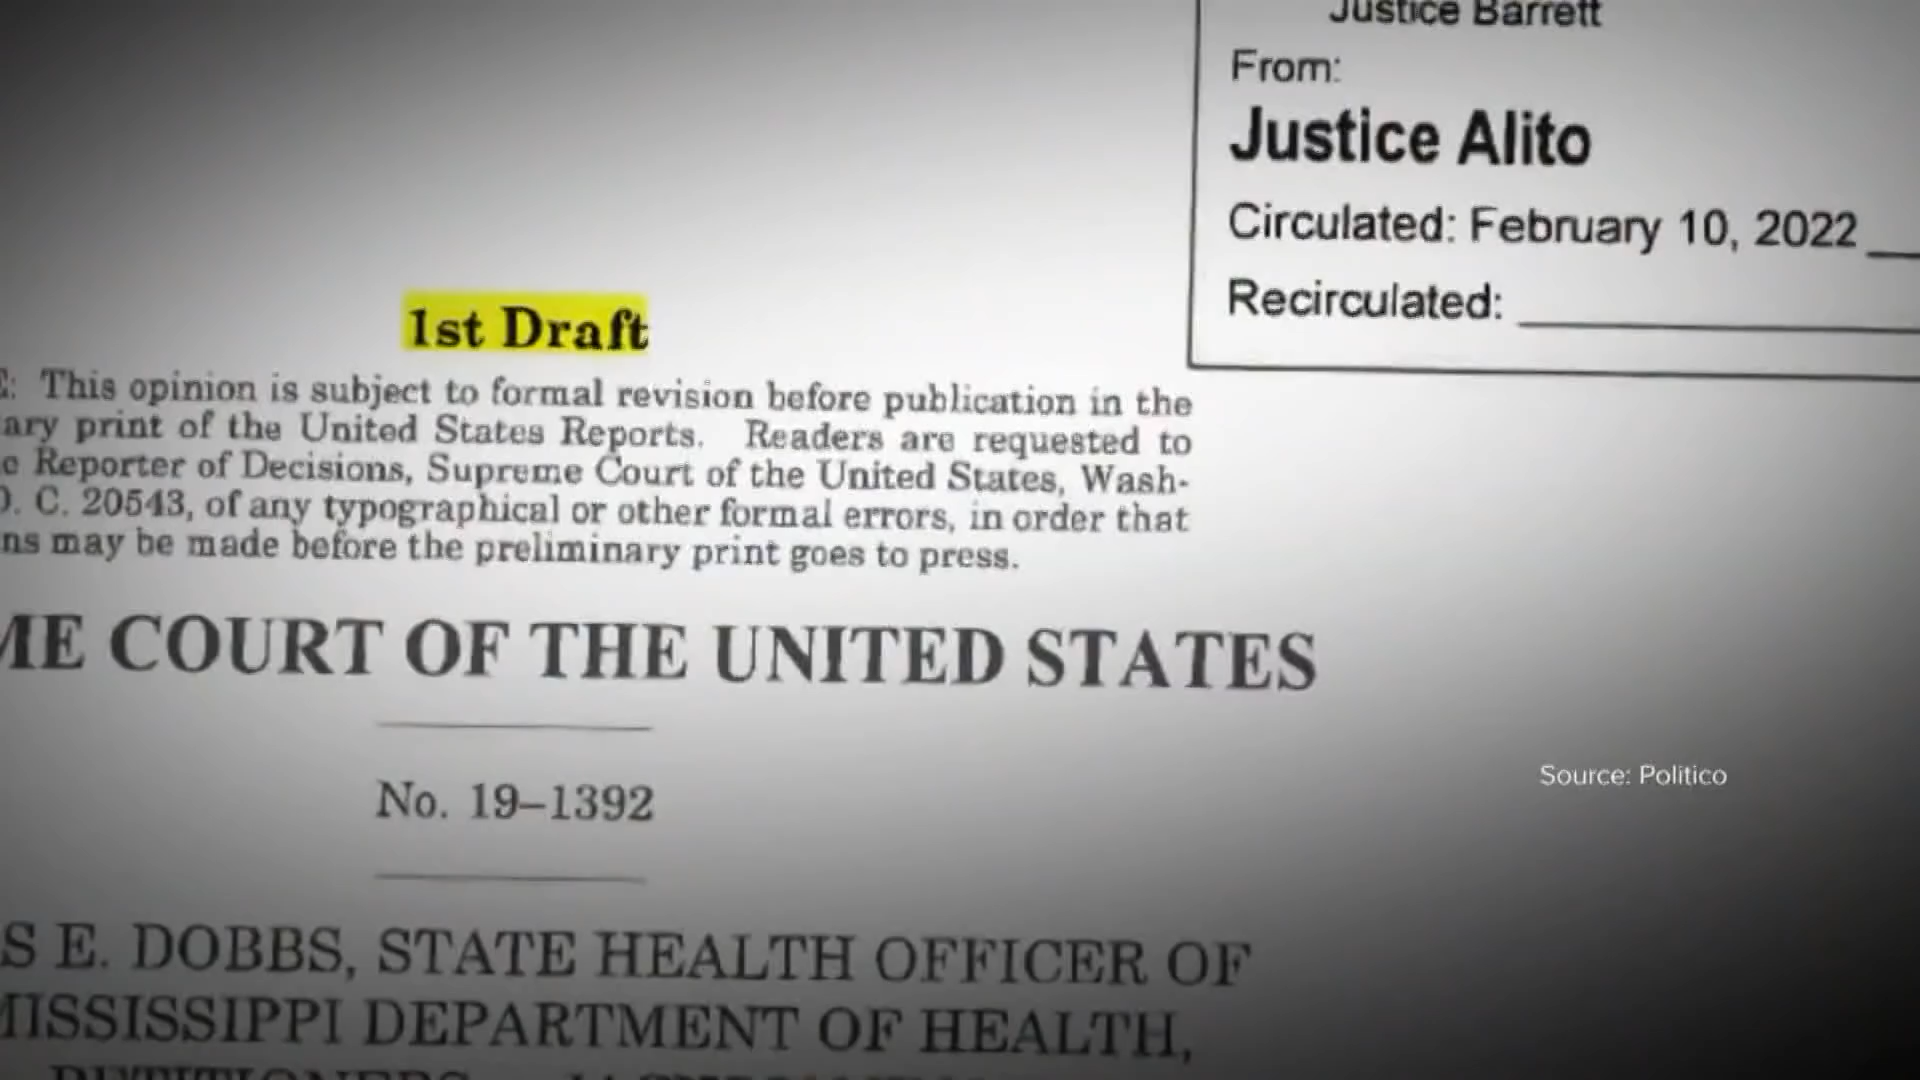 Justice Barrett
From:
Justice Alito
Circulated: February 10, 2022
Recirculated:
1st Draft
: This opinion is subject to formal revision before publication in the
ary print of the United States Reports. Readers are requested to
Reporter of Decisions, Supreme Court of the United States, Wash-
D. C. 20543, of any typographical or other formal errors, in order that
ns may be made before the preliminary print goes to press.
ME COURT OF THE UNITED STATES
No. 19–1392
Source: Politico
S E. DOBBS, STATE HEALTH OFFICER OF
MISSISSIPPI DEPARTMENT OF HEALTH,